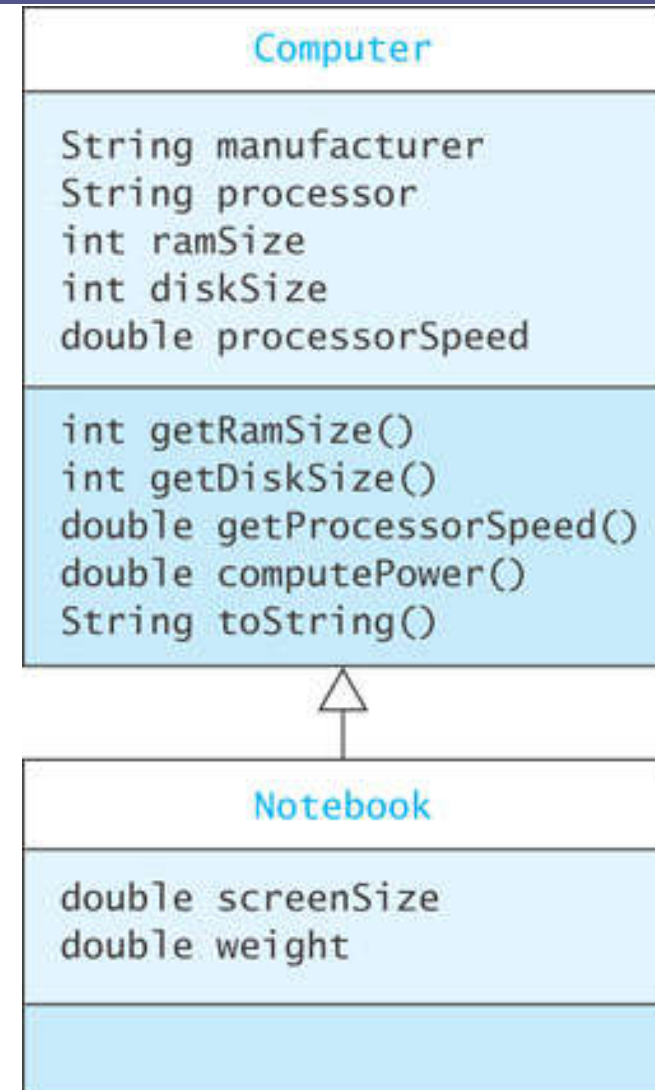 Computer
String manufacturer
String processor
int ramSize
int diskSize
double processorSpeed
int getRamSize()
int getDiskSize()
double getProcessorSpeed()
double computePower()
String toString()
Notebook
double screenSize
double weight